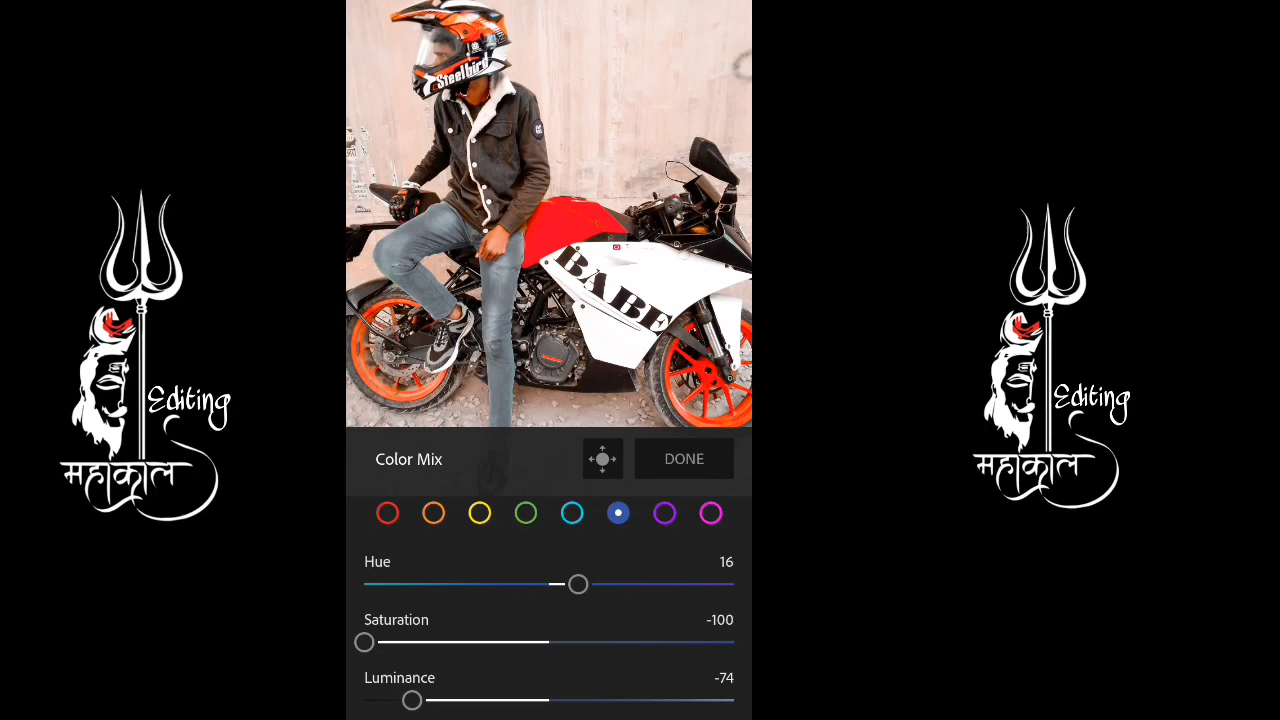 Steelbird
BABE
Editing
महाकाल
Editing
महाकाल
Color Mix
DONE
Hue
16
Saturation
-100
Luminance
-74